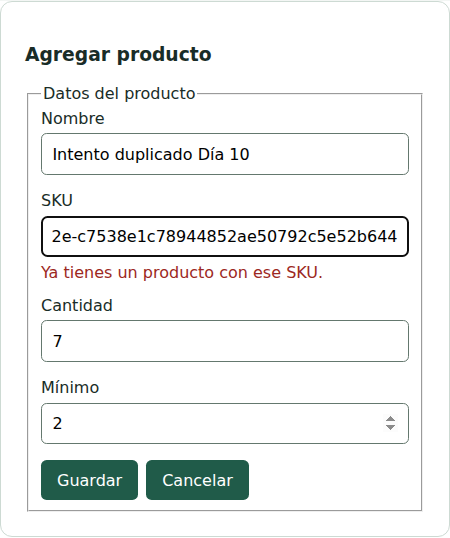 Agregar producto
Datos del producto
Nombre
Intento duplicado Día 10
SKU
2e-c7538e1c78944852ae50792c5e52b644
Ya tienes un producto con ese SKU.
Cantidad
7
Mínimo
2
Guardar Cancelar